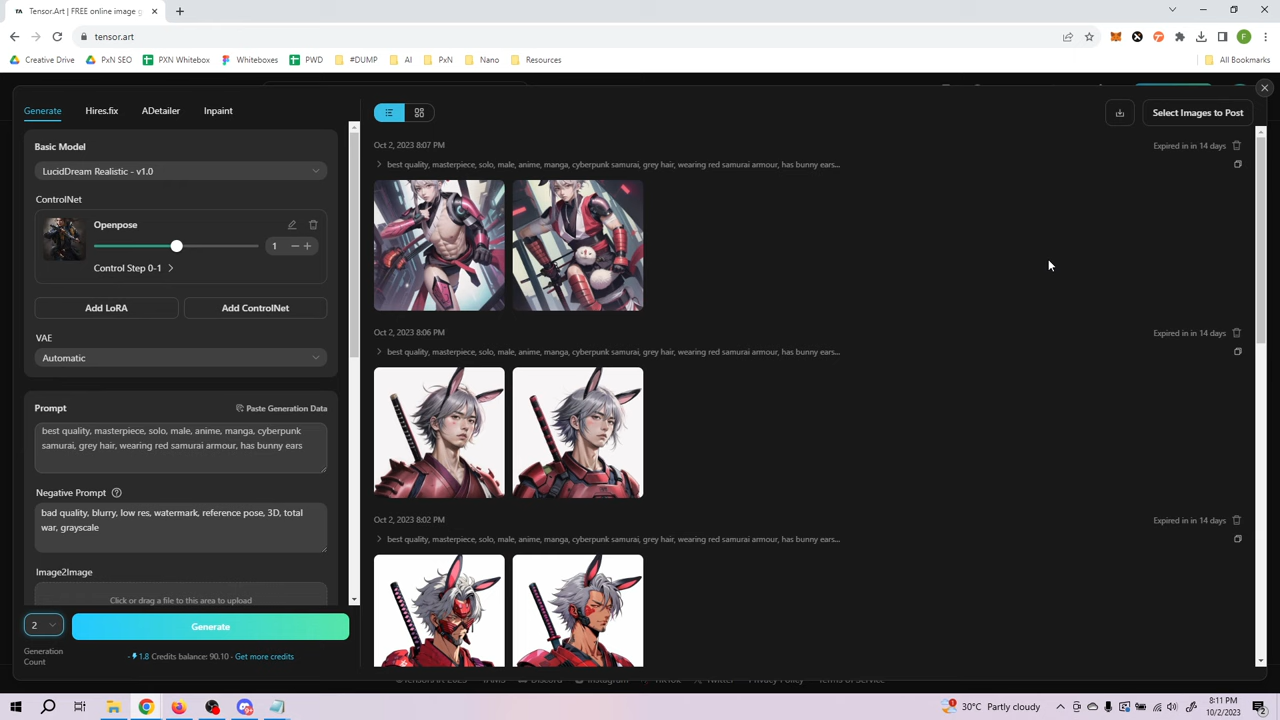 Tensor.Art | FREE online image g
tensor.art
Creative Drive
PxN SEO
PXN Whitebox
Whiteboxes
PWD
#DUMP
AI
PxN
Nano
Resources
All Bookmarks
Generate
Hires.fix
ADetailer
Inpaint
Select Images to Post
Basic Model
LucidDream Rc - v1.0
ControlNet
Openpose
1
Control Step 0-1
Add LoRA
Add ControlNet
VAE
Automatic
Prompt
Paste Generation Data
best quality, masterpiece, solo, male, anime, manga, cyberpunk
samurai, grey hair, wearing red samurai armour, has bunny ears
Negative Prompt
bad quality, blurry, low res, watermark, reference pose, 3D, total
war, grayscale
Image2Image
Click or drag a file to this area to upload
2
Generate
Generation
Count
- 1.8 Credits balance: 90.10 - Get more credits
Oct 2, 2023 8:07 PM
Expired in in 14 days
best quality, masterpiece, solo, male, anime, manga, cyberpunk samurai, grey hair, wearing red samurai armour, has bunny ears...
Oct 2, 2023 8:06 PM
Expired in in 14 days
best quality, masterpiece, solo, male, anime, manga, cyberpunk samurai, grey hair, wearing red samurai armour, has bunny ears...
Oct 2, 2023 8:02 PM
Expired in in 14 days
best quality, masterpiece, solo, male, anime, manga, cyberpunk samurai, grey hair, wearing red samurai armour, has bunny ears...
30°C Partly cloudy
8:11 PM
10/2/2023